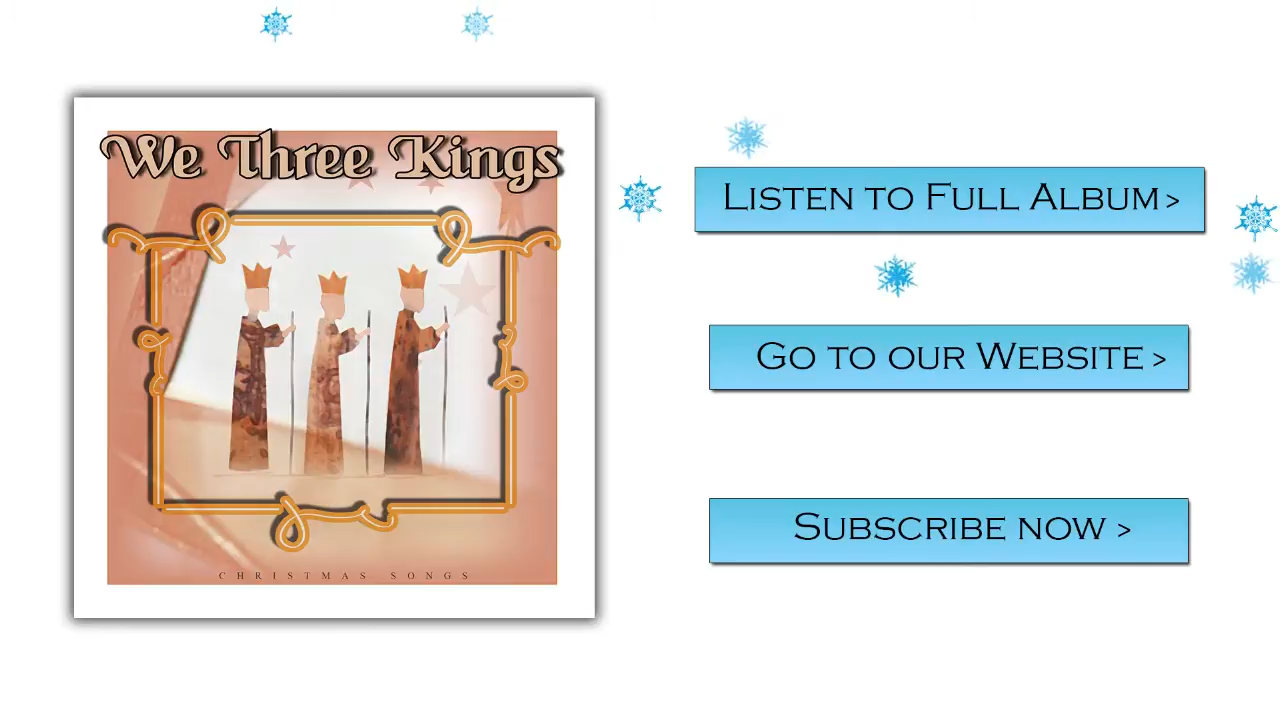 We Three Kings
CHRISTMAS SONGS
LISTEN TO FULL ALBUM >
GO TO OUR WEBSITE >
SUBSCRIBE NOW >